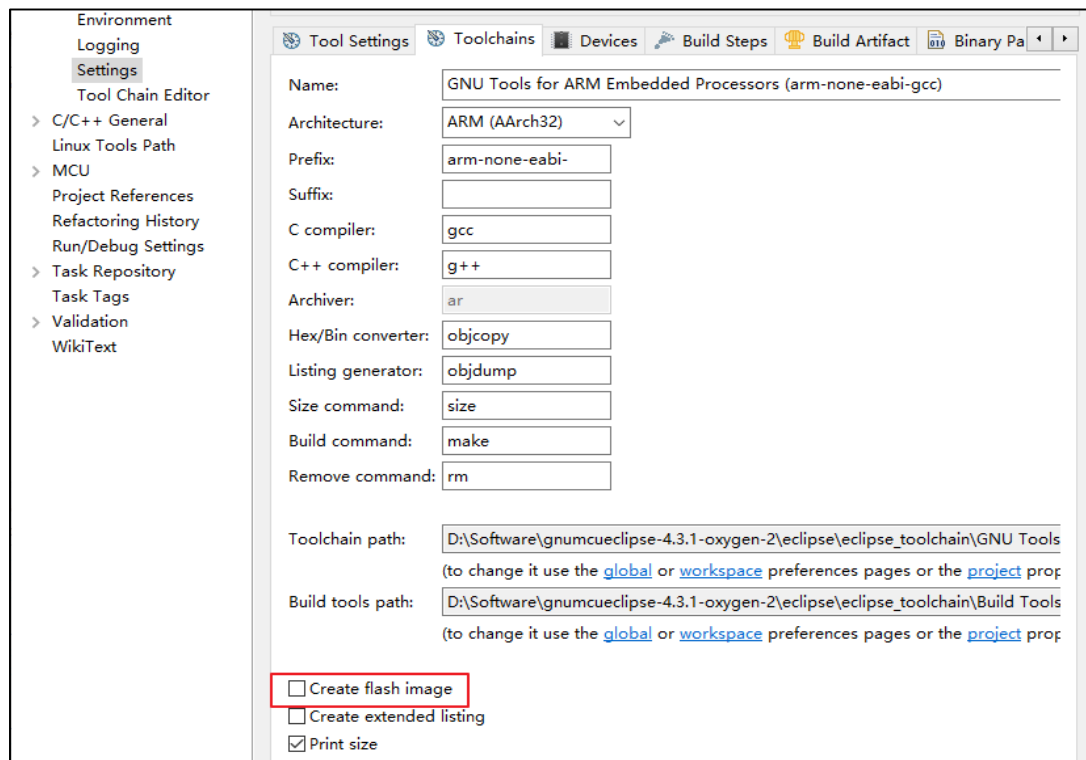 Environment
Logging
Settings
Tool Chain Editor
C/C++ General
Linux Tools Path
MCU
Project References
Refactoring History
Run/Debug Settings
Task Repository
Task Tags
Validation
WikiText
Tool Settings Toolchains Devices Build Steps Build Artifact Binary Pa
Name: GNU Tools for ARM Embedded Processors (arm-none-eabi-gcc)
Architecture: ARM (AArch32)
Prefix: arm-none-eabi-
Suffix:
C compiler: gcc
C++ compiler: g++
Archiver: ar
Hex/Bin converter: objcopy
Listing generator: objdump
Size command: size
Build command: make
Remove command: rm
Toolchain path: D:\Software\gnumcueclipse-4.3.1-oxygen-2\eclipse\eclipse_toolchain\GNU Tools
(to change it use the global or workspace preferences pages or the project prop
Build tools path: D:\Software\gnumcueclipse-4.3.1-oxygen-2\eclipse\eclipse_toolchain\Build Tools
(to change it use the global or workspace preferences pages or the project prop
Create flash image
Create extended listing
Print size